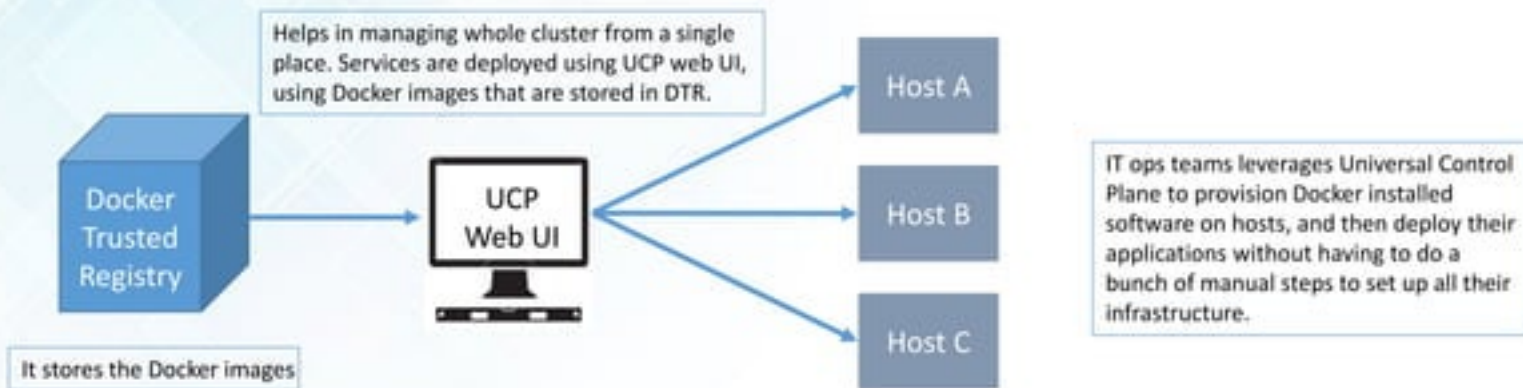 Helps in managing whole cluster from a single
place. Services are deployed using UCP web UI,
using Docker images that are stored in DTR.
Docker
Trusted
Registry
It stores the Docker images
UCP
Web UI
Host A
Host B
Host C
IT ops teams leverages Universal Control
Plane to provision Docker installed
software on hosts, and then deploy their
applications without having to do a
bunch of manual steps to set up all their
infrastructure.